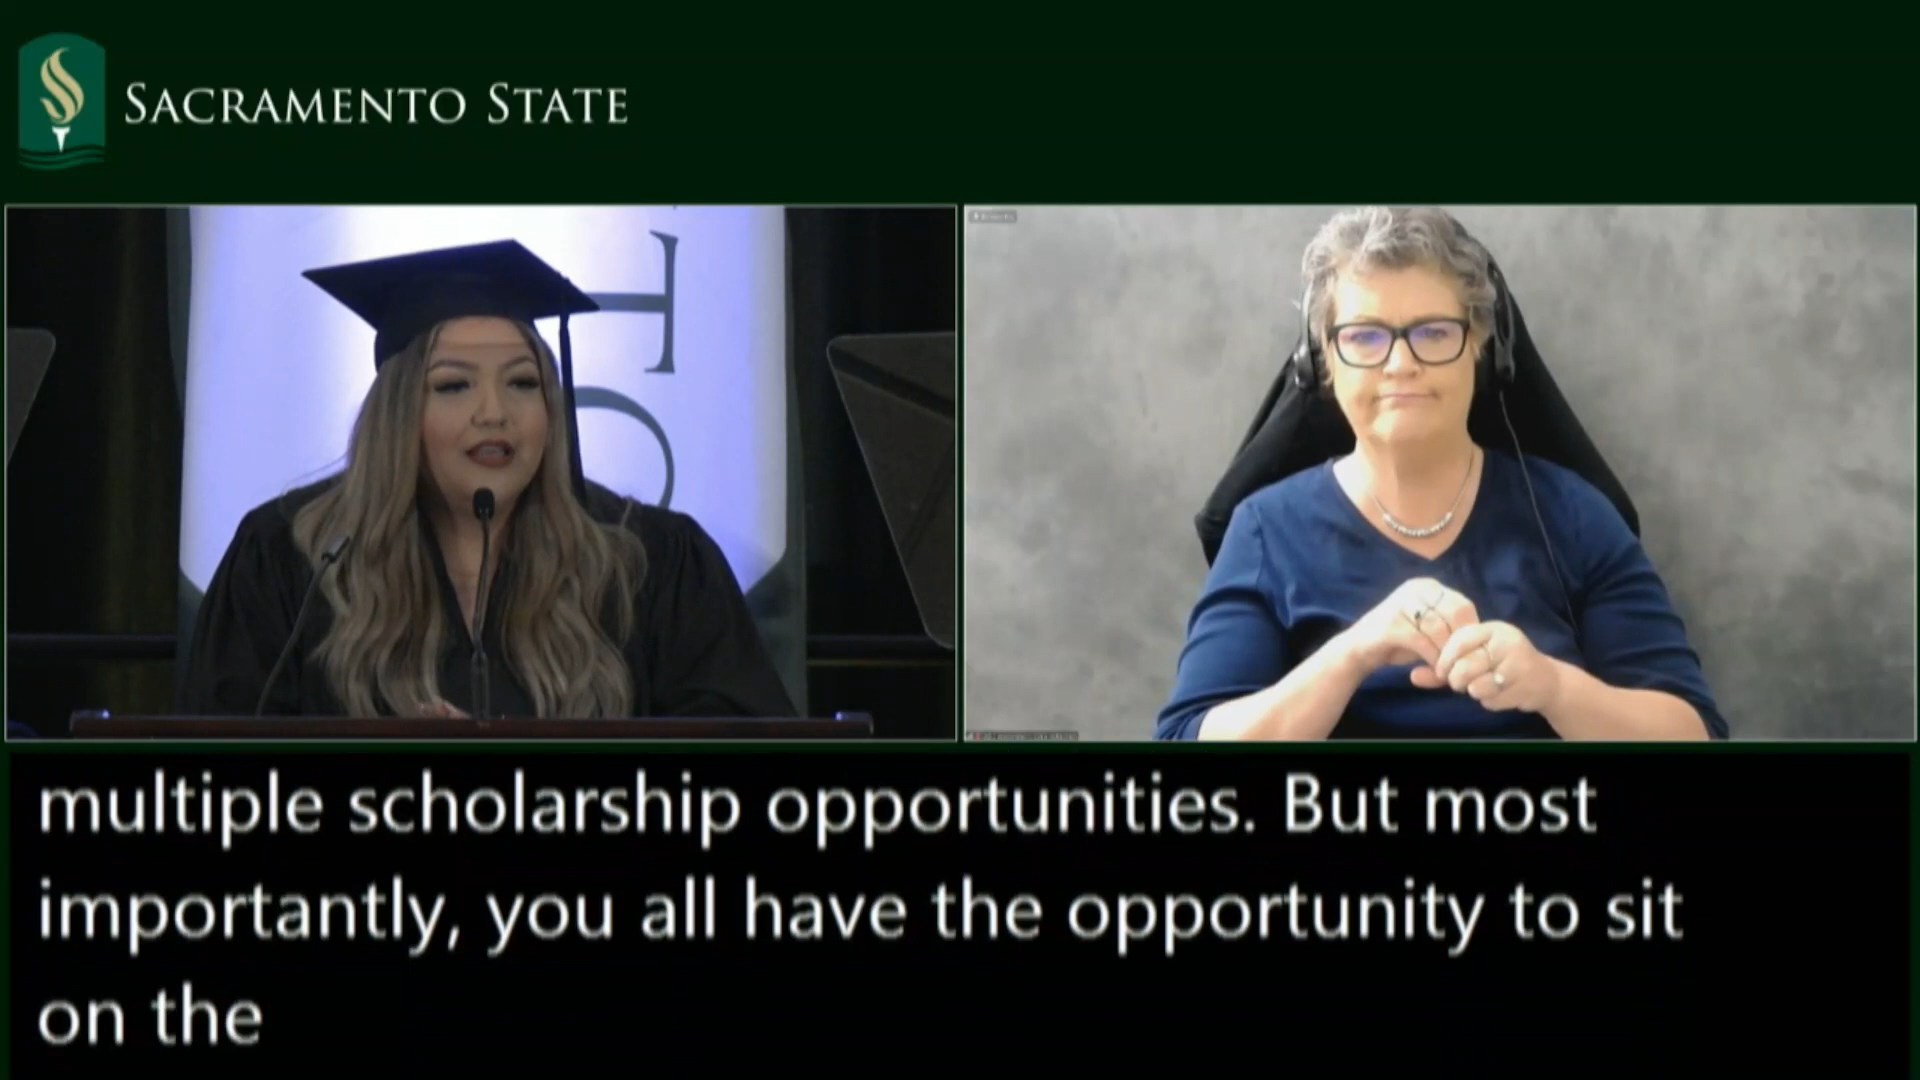 SACRAMENTO STATE
multiple scholarship opportunities. But most
importantly, you all have the opportunity to sit
on the